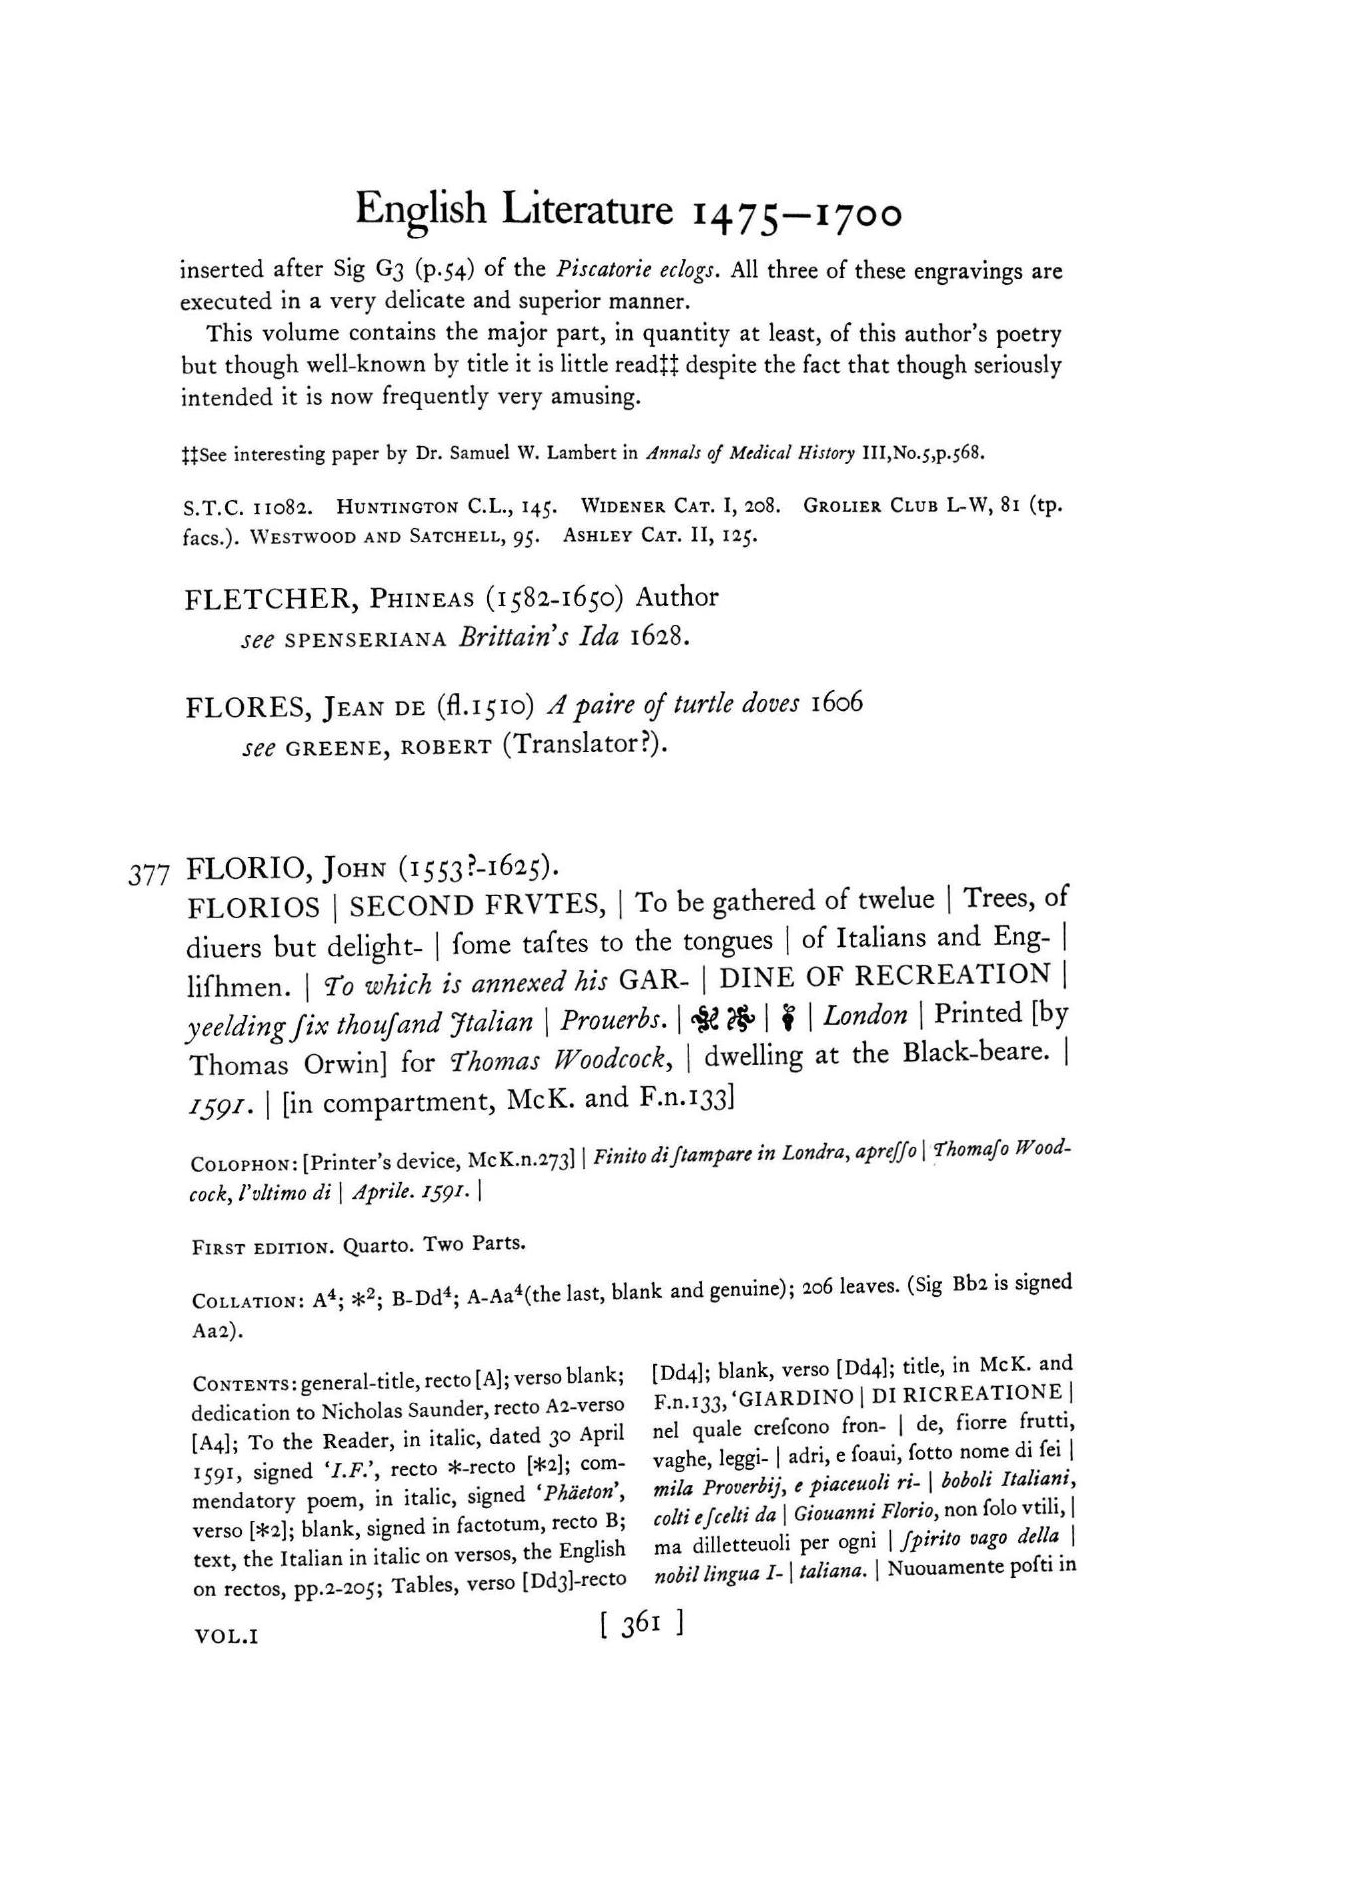 English Literature 1475—1700
inserted after Sig G3 (p.54) of the Piscatorie eclogs. All three of these engravings are
executed in a very delicate and superior manner.
This volume contains the major part, in quantity at least, of this author's poetry
but though well-known by title it is little read‡‡ despite the fact that though seriously
intended it is now frequently very amusing.
‡‡See interesting paper by Dr. Samuel W. Lambert in Annals of Medical History III,No.5,p.568.
S.T.C. 11082. HUNTINGTON C.L., 145. WIDENER CAT. I, 208. GROLIER CLUB L-W, 81 (tp.
facs.). WESTWOOD AND SATCHELL, 95. ASHLEY CAT. II, 125.
FLETCHER, PHINEAS (1582-1650) Author
see SPENSERIANA Brittain's Ida 1628.
FLORES, JEAN DE (fl.1510) A paire of turtle doves 1606
see GREENE, ROBERT (Translator?).
377 FLORIO, JOHN (1553?-1625).
FLORIOS | SECOND FRVTES, | To be gathered of twelue | Trees, of
diuers but delight- | ſome taſtes to the tongues | of Italians and Eng- |
liſhmen. | To which is annexed his GAR- | DINE OF RECREATION |
yeelding ſix thouſand Italian | Prouerbs. | ❧ ☙ | ❦ | London | Printed [by
Thomas Orwin] for Thomas Woodcock, | dwelling at the Black-beare. |
1591. | [in compartment, McK. and F.n.133]
COLOPHON: [Printer's device, McK.n.273] | Finito di ſtampare in Londra, apreſſo | Thomaſo Wood-
cock, l'vltimo di | Aprile. 1591. |
FIRST EDITION. Quarto. Two Parts.
COLLATION: A⁴; *²; B-Dd⁴; A-Aa⁴(the last, blank and genuine); 206 leaves. (Sig Bb2 is signed
Aa2).
CONTENTS: general-title, recto [A]; verso blank;
dedication to Nicholas Saunder, recto A2-verso
[A4]; To the Reader, in italic, dated 30 April
1591, signed 'I.F.', recto *-recto [*2]; com-
mendatory poem, in italic, signed 'Phäeton',
verso [*2]; blank, signed in factotum, recto B;
text, the Italian in italic on versos, the English
on rectos, pp.2-205; Tables, verso [Dd3]-recto
[Dd4]; blank, verso [Dd4]; title, in McK. and
F.n.133, 'GIARDINO | DI RICREATIONE |
nel quale creſcono fron- | de, fiorre frutti,
vaghe, leggi- | adri, e ſoaui, ſotto nome di ſei |
mila Proverbij, e piaceuoli ri- | boboli Italiani,
colti e ſcelti da | Giouanni Florio, non ſolo vtili, |
ma dilletteuoli per ogni | ſpirito vago della |
nobil lingua I- | taliana. | Nuouamente poſti in
VOL.I
[ 361 ]